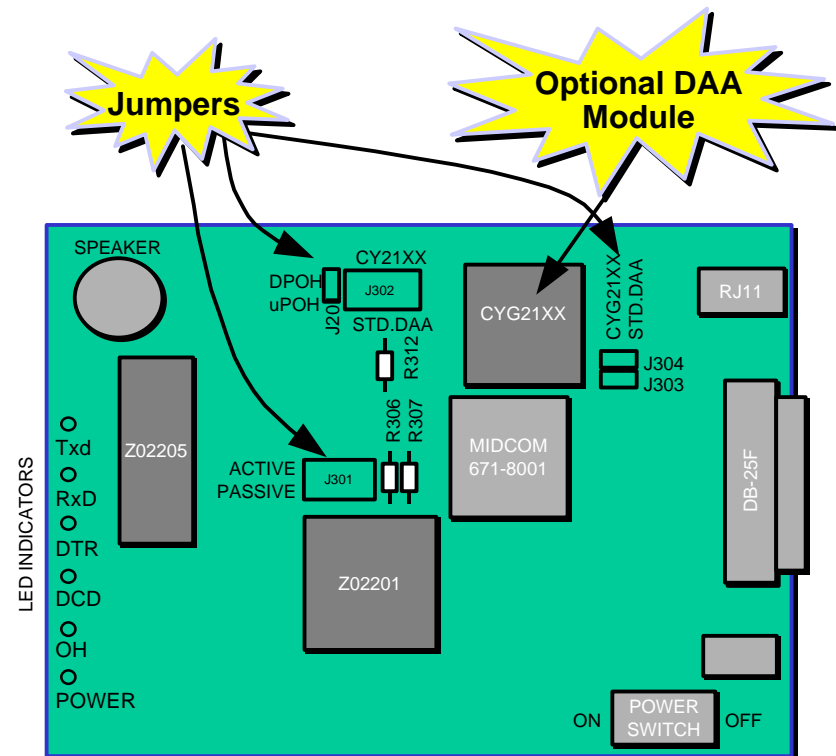 Jumpers
Optional DAA
Module
SPEAKER
DPOH
uPOH
J20
CY21XX
J302
STD.DAA
R312
CYG21XX
CYG21XX
STD.DAA
RJ11
J304
J303
Z02205
R306
R307
ACTIVE
PASSIVE
J301
MIDCOM
671-8001
DB-25F
Z02201
LED INDICATORS
Txd
RxD
DTR
DCD
OH
POWER
ON
POWER
SWITCH
OFF